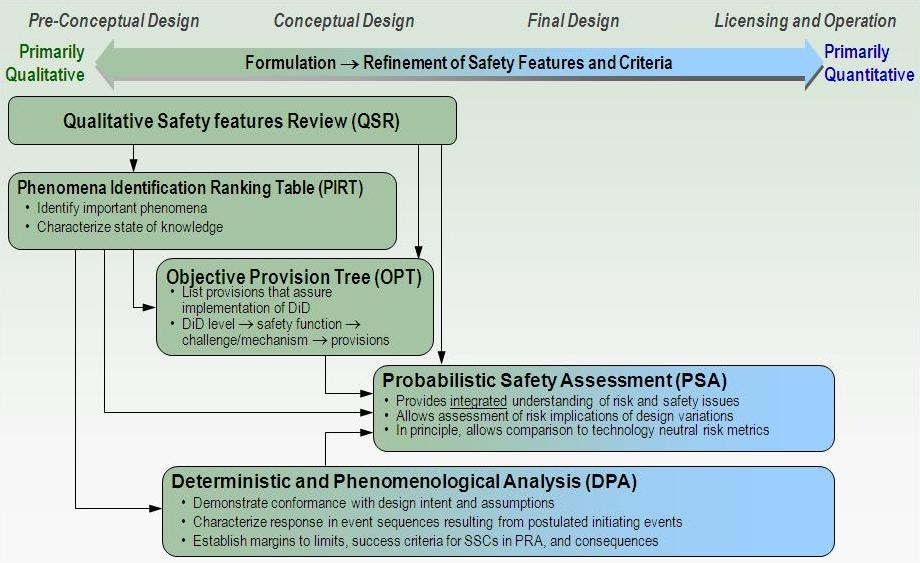 Pre-Conceptual Design Conceptual Design Final Design Licensing and Operation
Primarily Qualitative
Formulation → Refinement of Safety Features and Criteria
Primarily Quantitative
Qualitative Safety features Review (QSR)
Phenomena Identification Ranking Table (PIRT)
• Identify important phenomena
• Characterize state of knowledge
Objective Provision Tree (OPT)
• List provisions that assure
implementation of DiD
• DiD level → safety function →
challenge/mechanism → provisions
Probabilistic Safety Assessment (PSA)
• Provides integrated understanding of risk and safety issues
• Allows assessment of risk implications of design variations
• In principle, allows comparison to technology neutral risk metrics
Deterministic and Phenomenological Analysis (DPA)
• Demonstrate conformance with design intent and assumptions
• Characterize response in event sequences resulting from postulated initiating events
• Establish margins to limits, success criteria for SSCs in PRA, and consequences